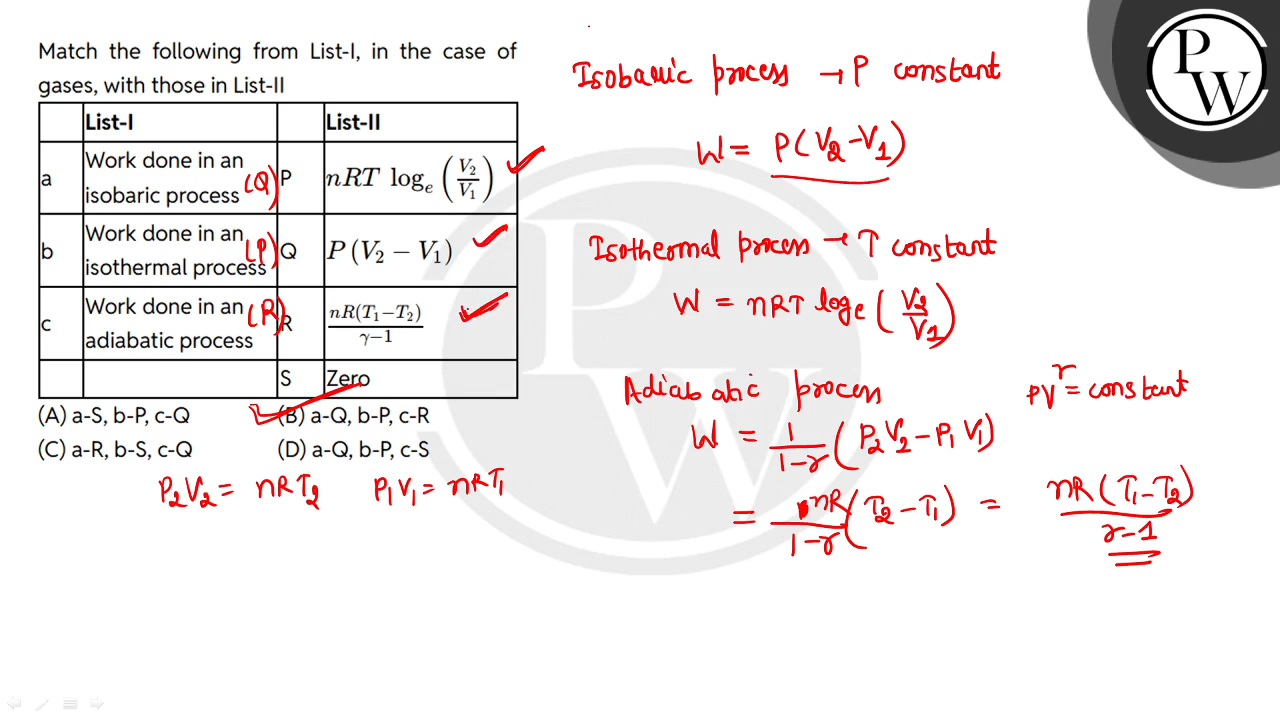 Match the following from List-I, in the case of
gases, with those in List-II
List-I List-II
a Work done in an isobaric process (Q) P nRT logₑ (V₂/V₁)
b Work done in an isothermal process (P) Q P (V₂ − V₁)
c Work done in an adiabatic process (R) R nR(T₁−T₂)/γ−1
S Zero
(A) a-S, b-P, c-Q (B) a-Q, b-P, c-R
(C) a-R, b-S, c-Q (D) a-Q, b-P, c-S
P₂V₂ = nRT₂ P₁V₁ = nRT₁
Isobaric process → P constant
W = P(V₂−V₁)
Isothermal process → T constant
W = nRT logₑ (V₂/V₁)
Adiabatic process PV^γ = constant
W = 1/1−γ (P₂V₂−P₁V₁)
= nR/1−γ (T₂−T₁) = nR(T₁−T₂)/γ−1
P
W